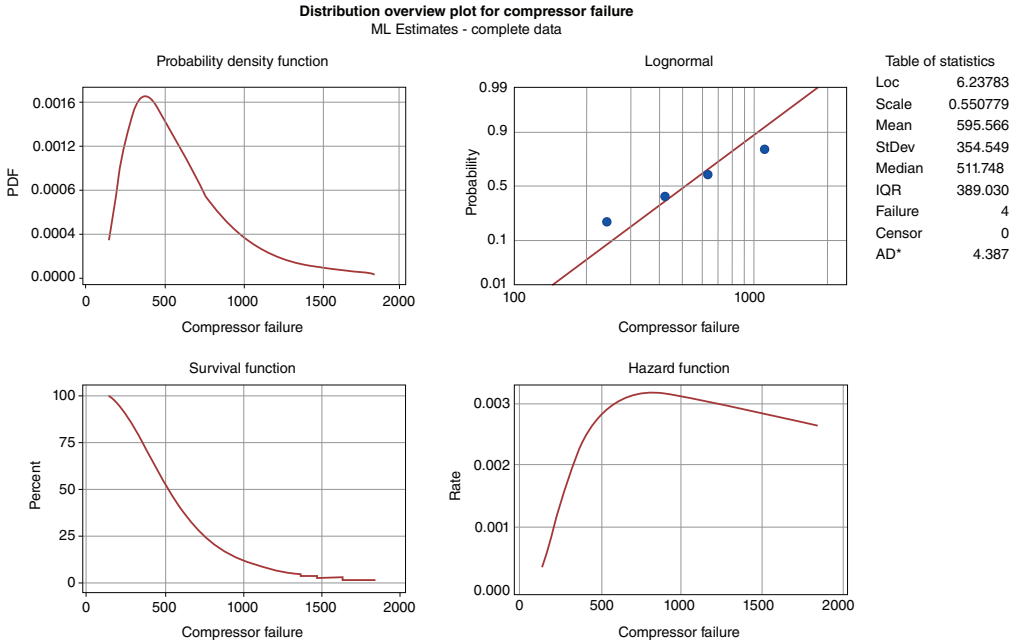 Distribution overview plot for compressor failure
ML Estimates - complete data
Probability density function
PDF
0.0016
0.0012
0.0006
0.0004
0.0000
0 500 1000 1500 2000
Compressor failure
Lognormal
Probability
0.99
0.9
0.5
0.1
0.01
100 1000
Compressor failure
Table of statistics
Loc 6.23783
Scale 0.550779
Mean 595.566
StDev 354.549
Median 511.748
IQR 389.030
Failure 4
Censor 0
AD* 4.387
Survival function
Percent
100
75
50
25
0
0 500 1000 1500 2000
Compressor failure
Hazard function
Rate
0.003
0.002
0.001
0.000
0 500 1000 1500 2000
Compressor failure